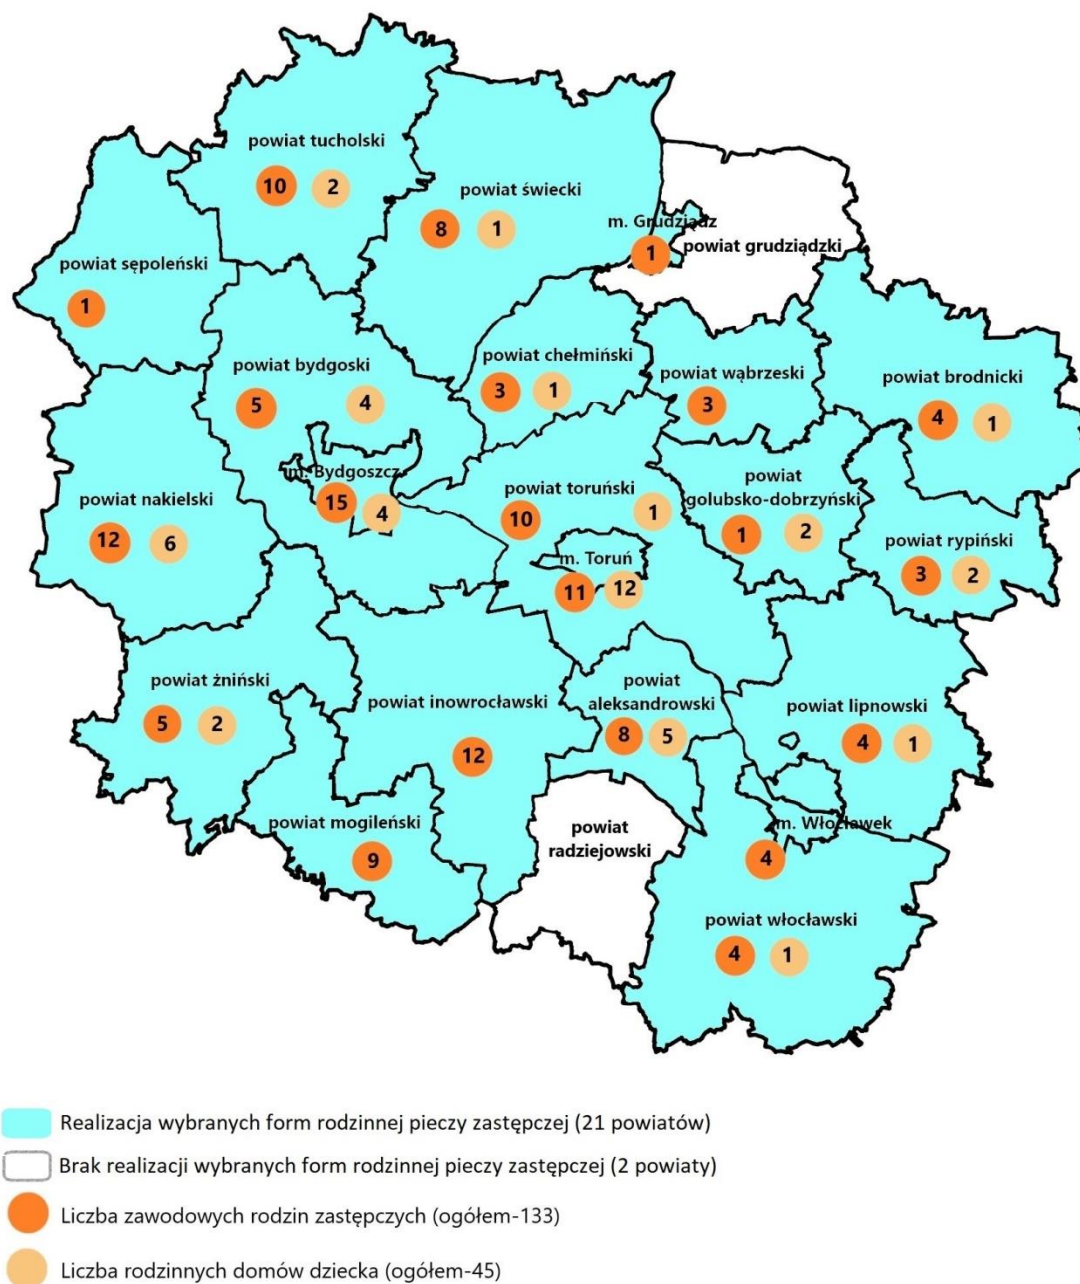 powiat tucholski
10 2
powiat świecki
8 1
m. Grudziądz
1
powiat grudziądzki
powiat sępoleński
1
powiat bydgoski
5 4
powiat chełmiński
3 1
powiat wąbrzeski
3
powiat brodnicki
4 1
m. Bydgoszcz
15 4
powiat nakielski
12 6
powiat toruński
10 1
powiat
golubsko-dobrzyński
1 2
powiat rypiński
3 2
m. Toruń
11 12
powiat żniński
5 2
powiat inowrocławski
12
powiat
aleksandrowski
8 5
powiat lipnowski
4 1
powiat mogileński
9
powiat
radziejowski
m. Włocławek
4
powiat włocławski
4 1
Realizacja wybranych form rodzinnej pieczy zastępczej (21 powiatów)
Brak realizacji wybranych form rodzinnej pieczy zastępczej (2 powiaty)
Liczba zawodowych rodzin zastępczych (ogółem-133)
Liczba rodzinnych domów dziecka (ogółem-45)